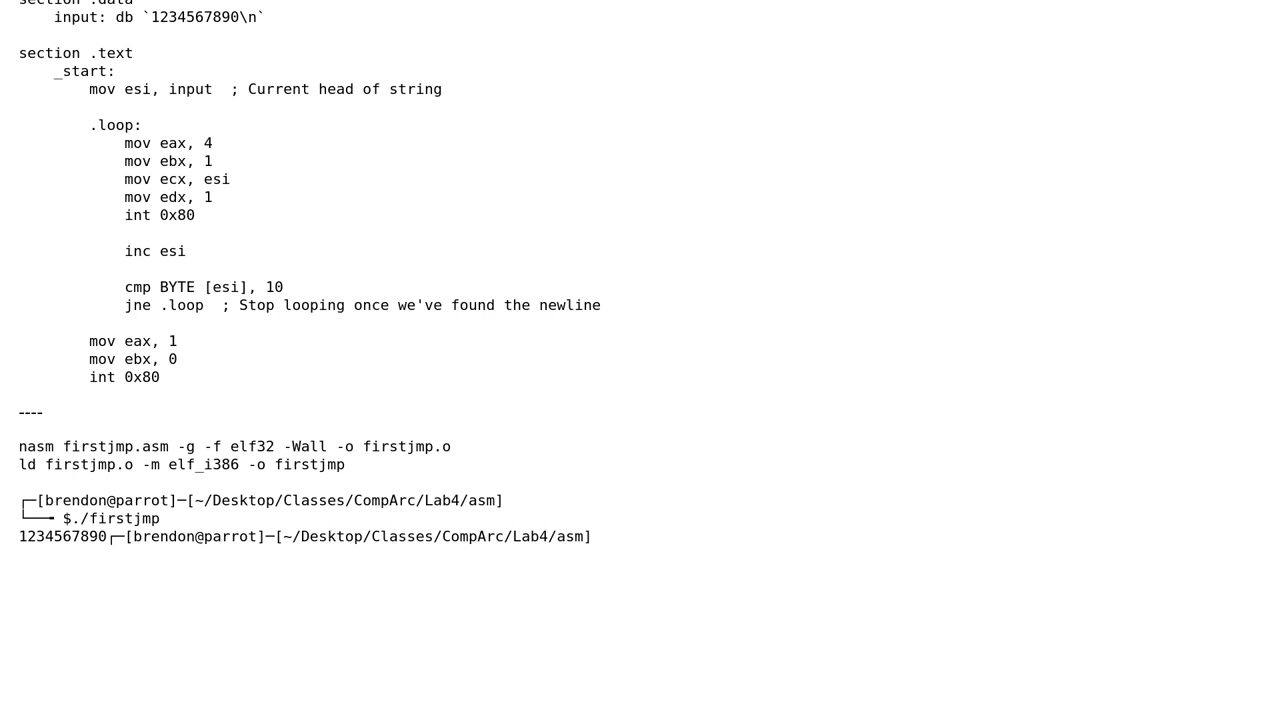 section .data
    input: db `1234567890\n`

section .text
    _start:
        mov esi, input  ; Current head of string

        .loop:
            mov eax, 4
            mov ebx, 1
            mov ecx, esi
            mov edx, 1
            int 0x80

            inc esi

            cmp BYTE [esi], 10
            jne .loop  ; Stop looping once we've found the newline

        mov eax, 1
        mov ebx, 0
        int 0x80

----

nasm firstjmp.asm -g -f elf32 -Wall -o firstjmp.o
ld firstjmp.o -m elf_i386 -o firstjmp

┌─[brendon@parrot]─[~/Desktop/Classes/CompArc/Lab4/asm]
└──╼ $./firstjmp
1234567890┌─[brendon@parrot]─[~/Desktop/Classes/CompArc/Lab4/asm]